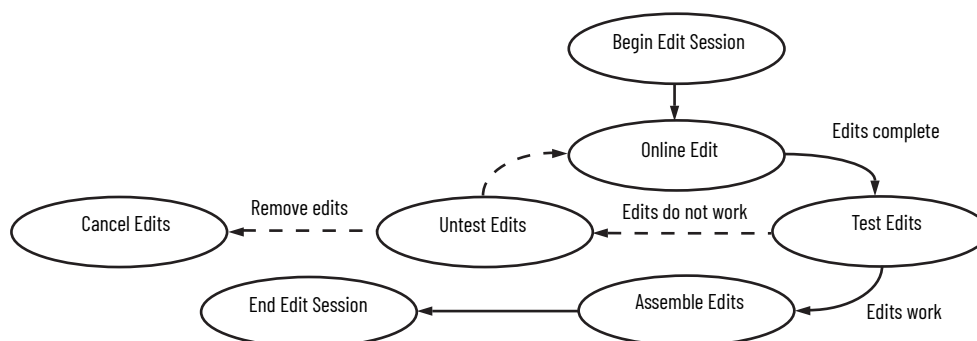 Begin Edit Session
Online Edit
Edits complete
Cancel Edits
Remove edits
Untest Edits
Edits do not work
Test Edits
End Edit Session
Assemble Edits
Edits work